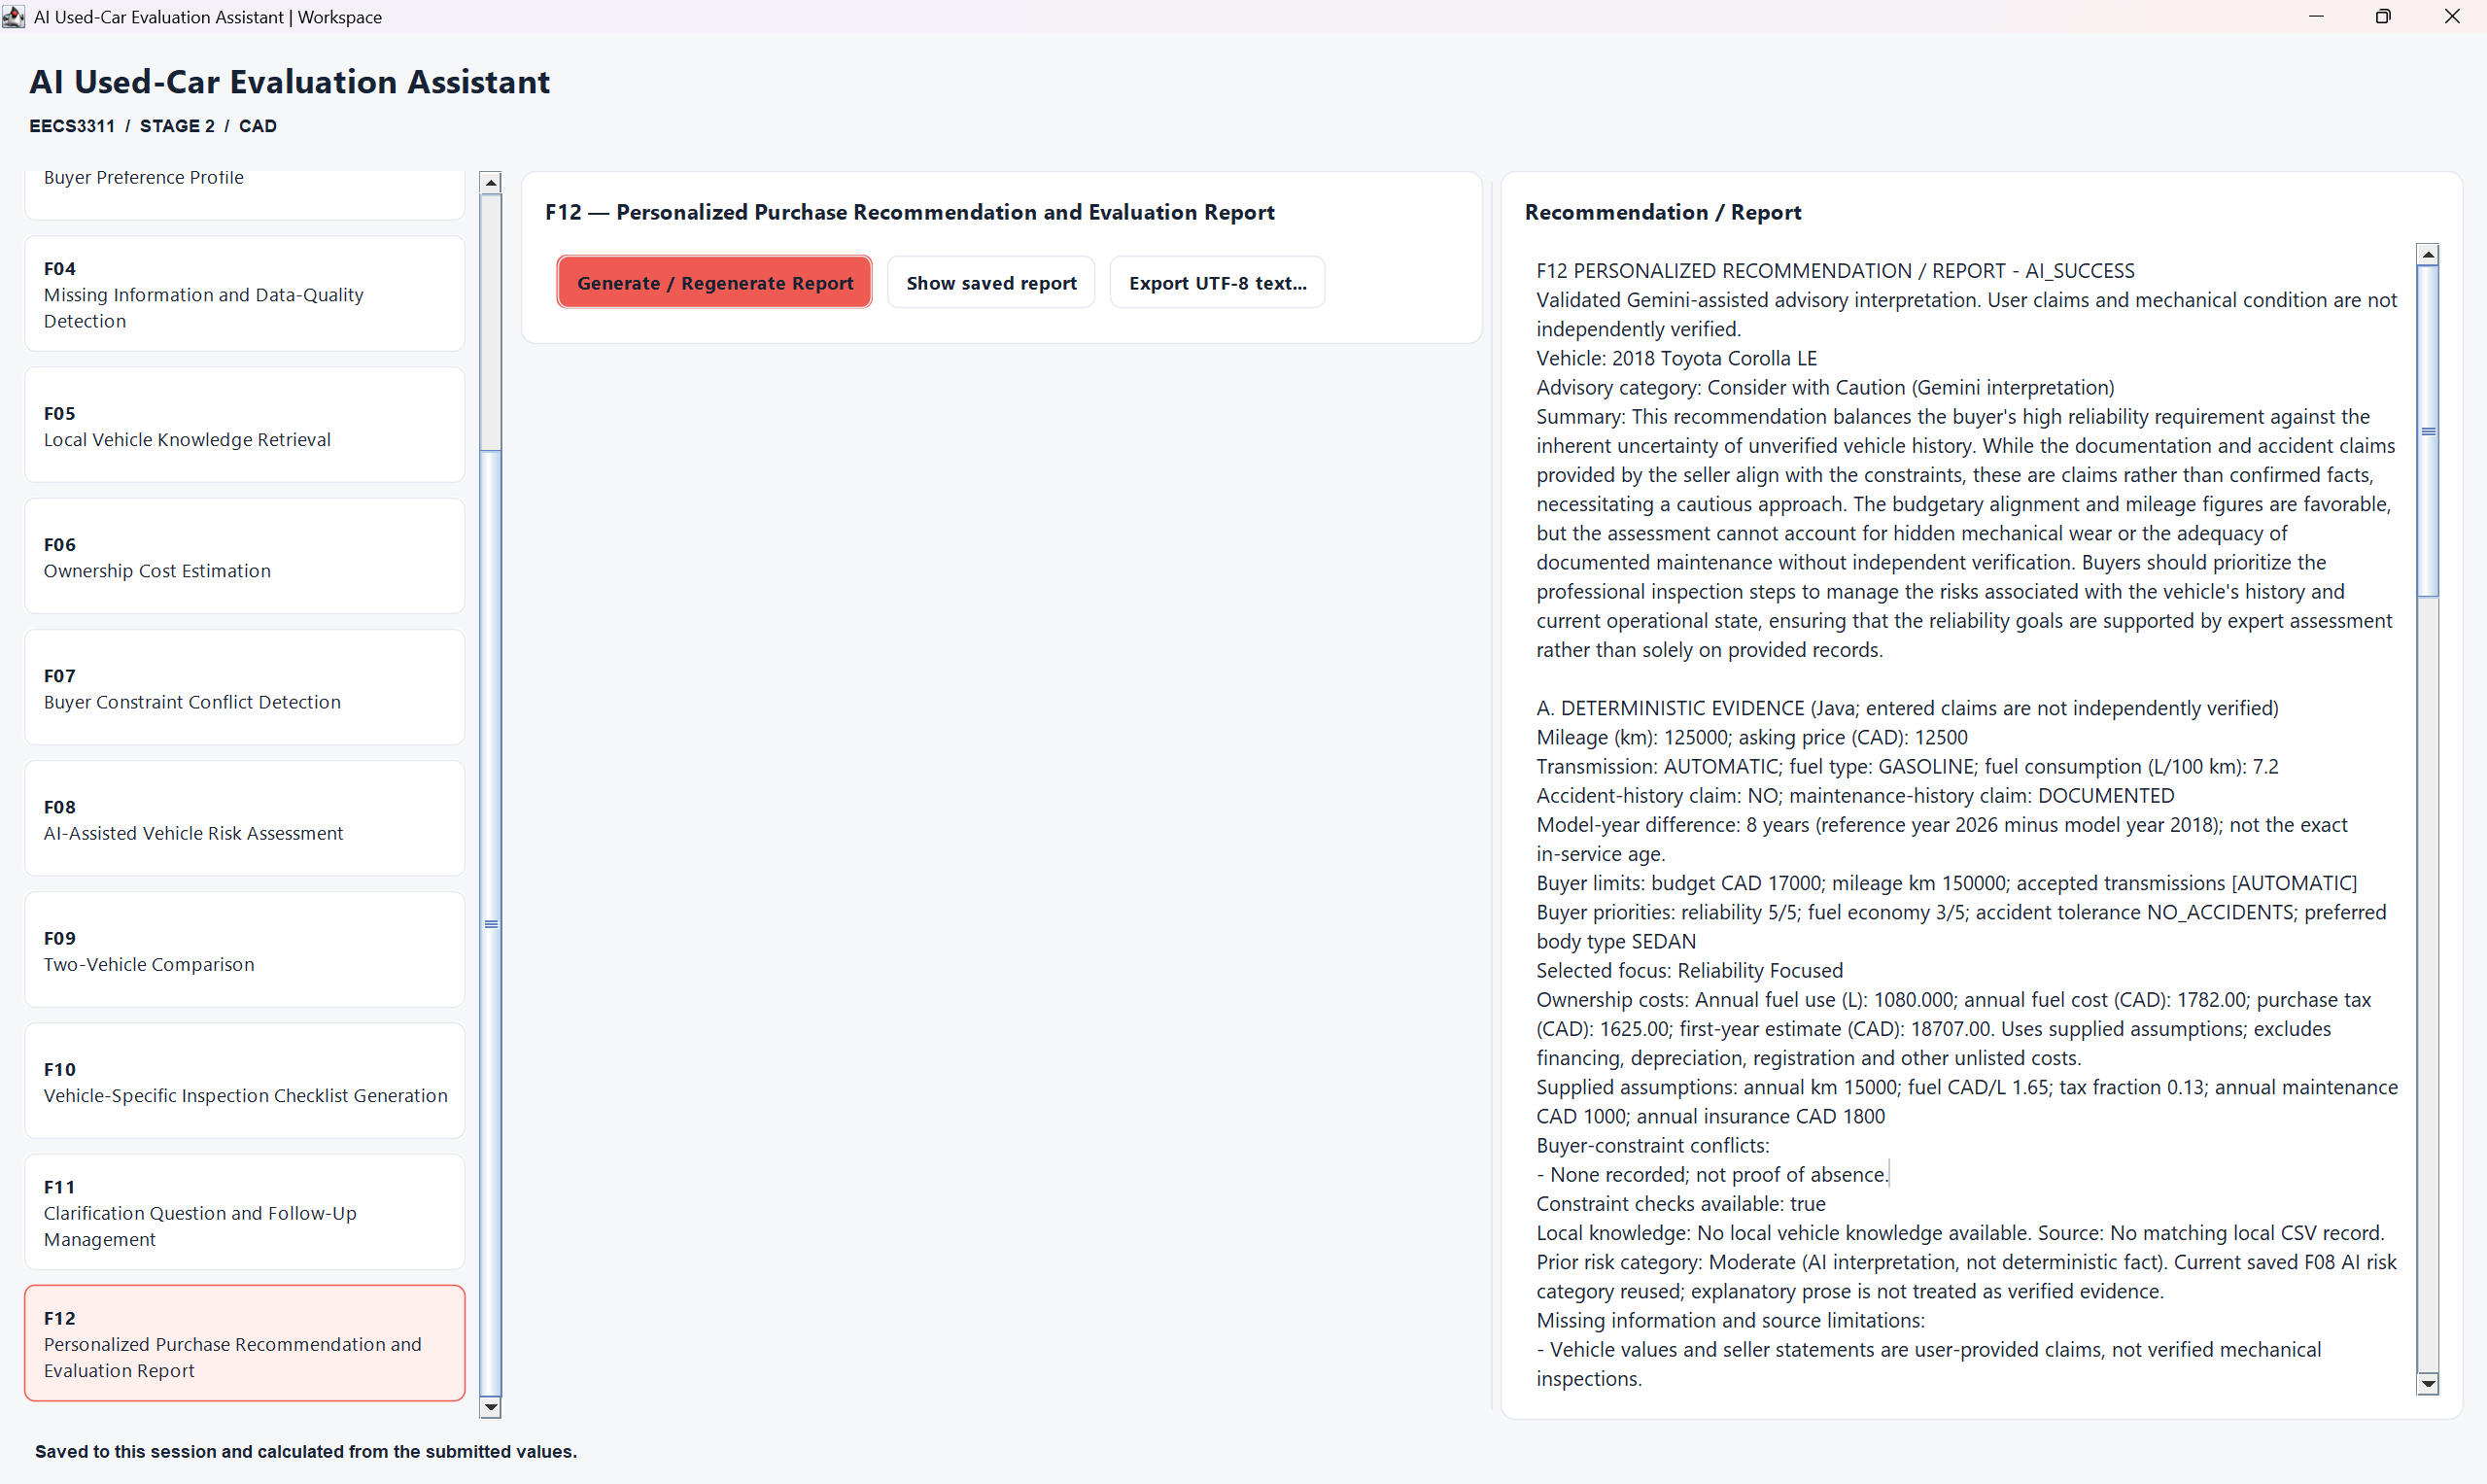 AI Used-Car Evaluation Assistant | Workspace
AI Used-Car Evaluation Assistant
EECS3311 / STAGE 2 / CAD
Buyer Preference Profile
F04
Missing Information and Data-Quality
Detection
F05
Local Vehicle Knowledge Retrieval
F06
Ownership Cost Estimation
F07
Buyer Constraint Conflict Detection
F08
AI-Assisted Vehicle Risk Assessment
F09
Two-Vehicle Comparison
F10
Vehicle-Specific Inspection Checklist Generation
F11
Clarification Question and Follow-Up
Management
F12
Personalized Purchase Recommendation and
Evaluation Report
F12 — Personalized Purchase Recommendation and Evaluation Report
Generate / Regenerate Report
Show saved report
Export UTF-8 text...
Recommendation / Report
F12 PERSONALIZED RECOMMENDATION / REPORT - AI_SUCCESS
Validated Gemini-assisted advisory interpretation. User claims and mechanical condition are not
independently verified.
Vehicle: 2018 Toyota Corolla LE
Advisory category: Consider with Caution (Gemini interpretation)
Summary: This recommendation balances the buyer's high reliability requirement against the
inherent uncertainty of unverified vehicle history. While the documentation and accident claims
provided by the seller align with the constraints, these are claims rather than confirmed facts,
necessitating a cautious approach. The budgetary alignment and mileage figures are favorable,
but the assessment cannot account for hidden mechanical wear or the adequacy of
documented maintenance without independent verification. Buyers should prioritize the
professional inspection steps to manage the risks associated with the vehicle's history and
current operational state, ensuring that the reliability goals are supported by expert assessment
rather than solely on provided records.
A. DETERMINISTIC EVIDENCE (Java; entered claims are not independently verified)
Mileage (km): 125000; asking price (CAD): 12500
Transmission: AUTOMATIC; fuel type: GASOLINE; fuel consumption (L/100 km): 7.2
Accident-history claim: NO; maintenance-history claim: DOCUMENTED
Model-year difference: 8 years (reference year 2026 minus model year 2018); not the exact
in-service age.
Buyer limits: budget CAD 17000; mileage km 150000; accepted transmissions [AUTOMATIC]
Buyer priorities: reliability 5/5; fuel economy 3/5; accident tolerance NO_ACCIDENTS; preferred
body type SEDAN
Selected focus: Reliability Focused
Ownership costs: Annual fuel use (L): 1080.000; annual fuel cost (CAD): 1782.00; purchase tax
(CAD): 1625.00; first-year estimate (CAD): 18707.00. Uses supplied assumptions; excludes
financing, depreciation, registration and other unlisted costs.
Supplied assumptions: annual km 15000; fuel CAD/L 1.65; tax fraction 0.13; annual maintenance
CAD 1000; annual insurance CAD 1800
Buyer-constraint conflicts:
- None recorded; not proof of absence.
Constraint checks available: true
Local knowledge: No local vehicle knowledge available. Source: No matching local CSV record.
Prior risk category: Moderate (AI interpretation, not deterministic fact). Current saved F08 AI risk
category reused; explanatory prose is not treated as verified evidence.
Missing information and source limitations:
- Vehicle values and seller statements are user-provided claims, not verified mechanical
inspections.
Saved to this session and calculated from the submitted values.